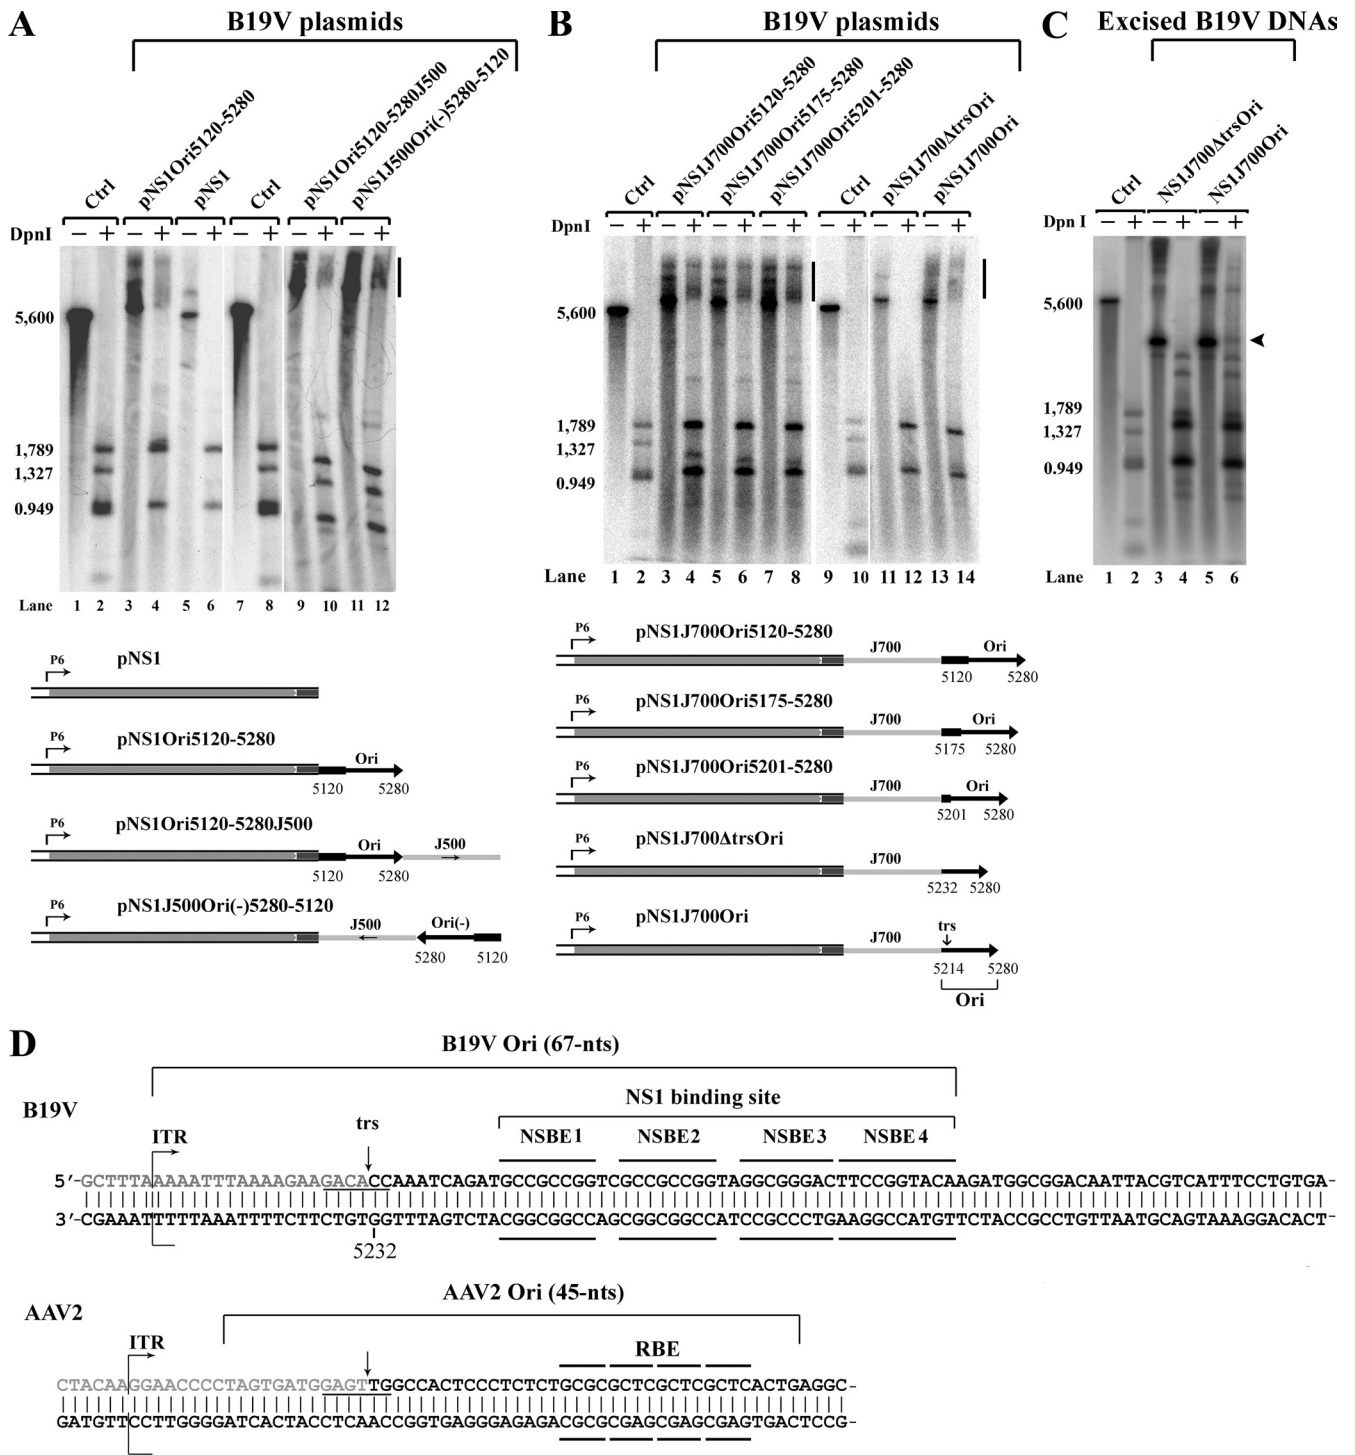 A
B19V plasmids
pNS1Ori5120-5280
pNS1Ori5120-5280J500
pNS1J500Ori(-)5280-5120
Ctrl
pNS1
Ctrl
DpnI − + − + − + − + − + − +
5,600
1,789
1,327
0.949
Lane 1 2 3 4 5 6 7 8 9 10 11 12
P6 pNS1
P6 pNS1Ori5120-5280
Ori
5120 5280
P6 pNS1Ori5120-5280J500
Ori J500
5120 5280
P6 pNS1J500Ori(-)5280-5120
J500 Ori(-)
5280 5120
B
B19V plasmids
pNS1J700Ori5120-5280
pNS1J700Ori5175-5280
pNS1J700Ori5201-5280
pNS1J700ΔtrsOri
pNS1J700Ori
Ctrl
Ctrl
DpnI − + − + − + − + − + − + − +
5,600
1,789
1,327
0.949
Lane 1 2 3 4 5 6 7 8 9 10 11 12 13 14
P6 pNS1J700Ori5120-5280
J700 Ori
5120 5280
P6 pNS1J700Ori5175-5280
J700 Ori
5175 5280
P6 pNS1J700Ori5201-5280
J700 Ori
5201 5280
P6 pNS1J700ΔtrsOri
J700
5232 5280
P6 pNS1J700Ori
J700 trs
5214 5280
Ori
C
Excised B19V DNAs
NS1J700ΔtrsOri
NS1J700Ori
Ctrl
Dpn I − + − + − +
5,600
1,789
1,327
0.949
Lane 1 2 3 4 5 6
D
B19V Ori (67-nts)
B19V
NS1 binding site
trs
ITR
NSBE1 NSBE2 NSBE3 NSBE4
5′-GCTTTAAAAATTTAAAAGAAGACACCAAATCAGATGCCGCCGGTCGCCGCCGGTAGGCGGGACTTCCGGTACAAGATGGCGGACAATTACGTCATTTCCTGTGA-
3′-CGAAATTTTTAAATTTTCTTCTGTGGTTTAGTCTACGGCGGCCAGCGGCGGCCATCCGCCCTGAAGGCCATGTTCTACCGCCTGTTAATGCAGTAAAGGACACT-
5232
AAV2 Ori (45-nts)
AAV2
ITR
RBE
CTACAAGGAACCCCTAGTGATGGAGTTGGCCACTCCCTCTCTGCGCGCTCGCTCGCTCACTGAGGC-
GATGTTCCTTGGGGATCACTACCTCAACCGGTGAGGGAGAGACGCGCGAGCGAGCGAGTGACTCCG-